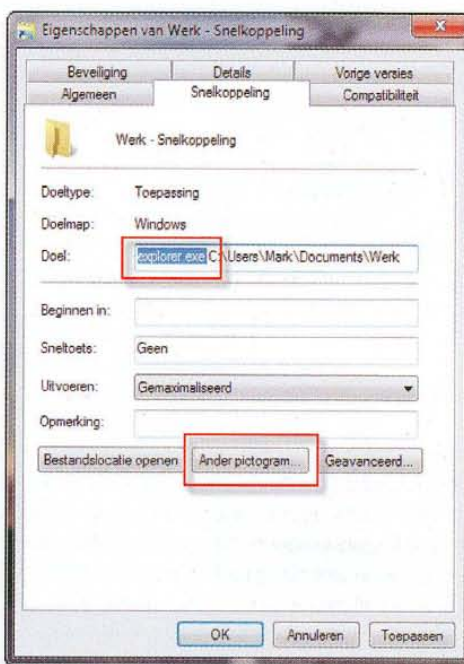 Eigenschappen van Werk - Snelkoppeling
Beveiliging Details Vorige versies
Algemeen Snelkoppeling Compatibiliteit
Werk - Snelkoppeling
Doeltype: Toepassing
Doelmap: Windows
Doel: explorer.exe C:\Users\Mark\Documents\Werk
Beginnen in:
Sneltoets: Geen
Uitvoeren: Gemaximaliseerd
Opmerking:
Bestandslocatie openen Ander pictogram... Geavanceerd...
OK Annuleren Toepassen